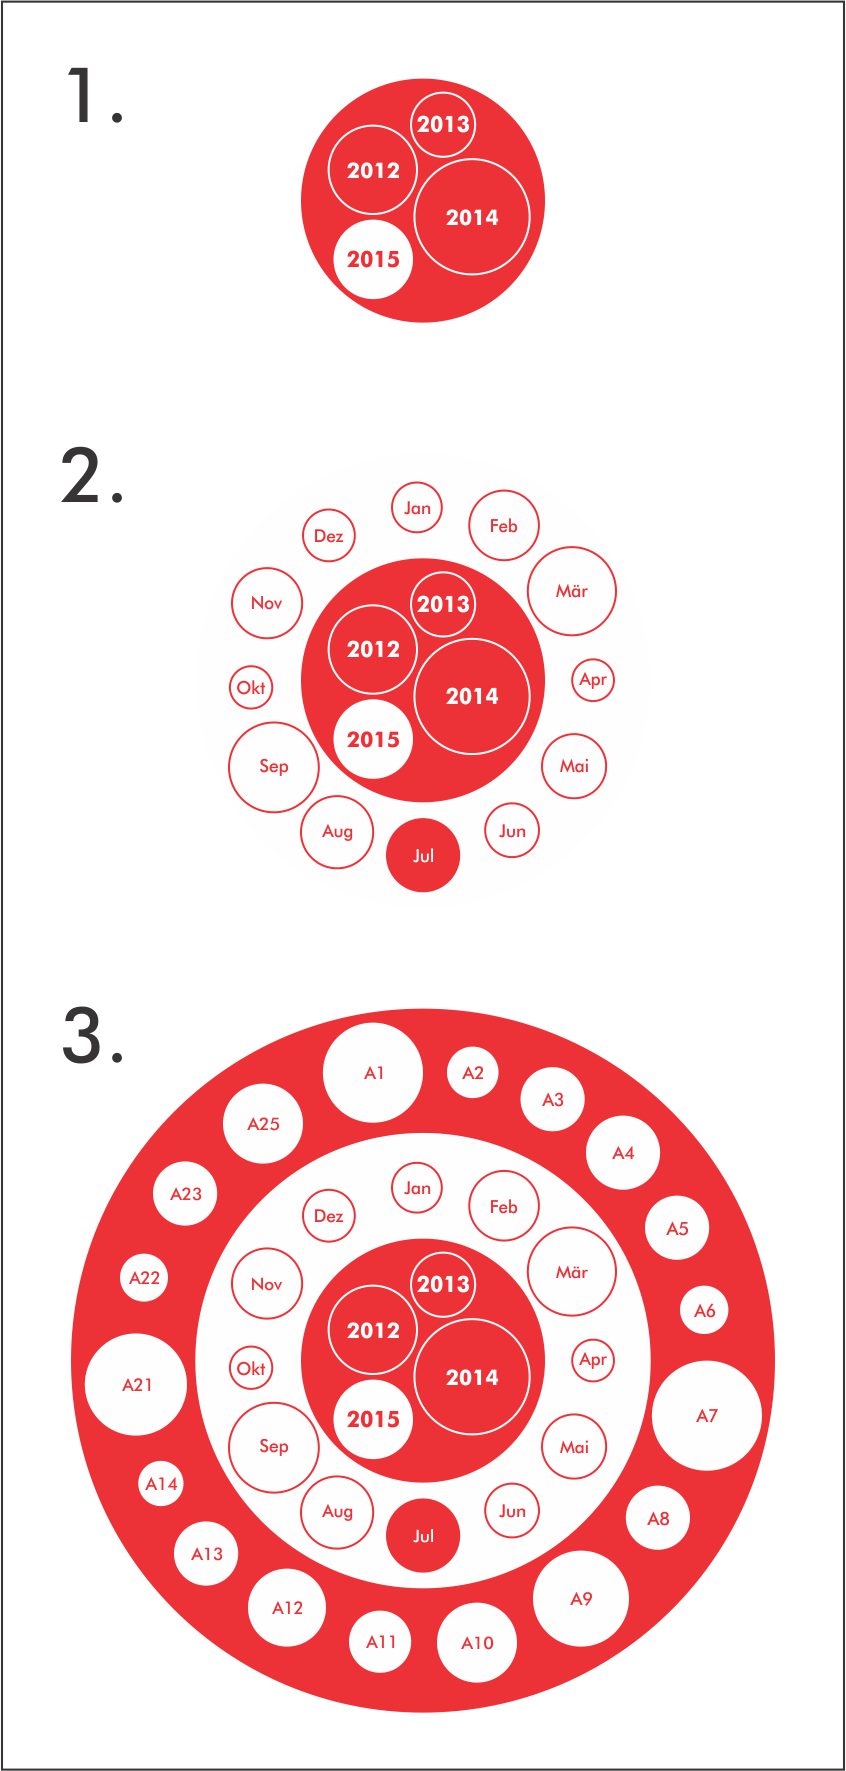 1.
2013
2012
2014
2015
2.
Jan
Feb
Dez
Mär
Nov
2013
2012
Apr
Okt
2014
2015
Sep
Mai
Aug
Jun
Jul
3.
A1
A2
A3
A25
A4
A23
Jan
Feb
Dez
A5
A22
Mär
Nov
2013
A6
2012
Apr
Okt
2014
A21
A7
2015
Sep
Mai
A14
Aug
Jun
A8
Jul
A13
A9
A12
A11
A10